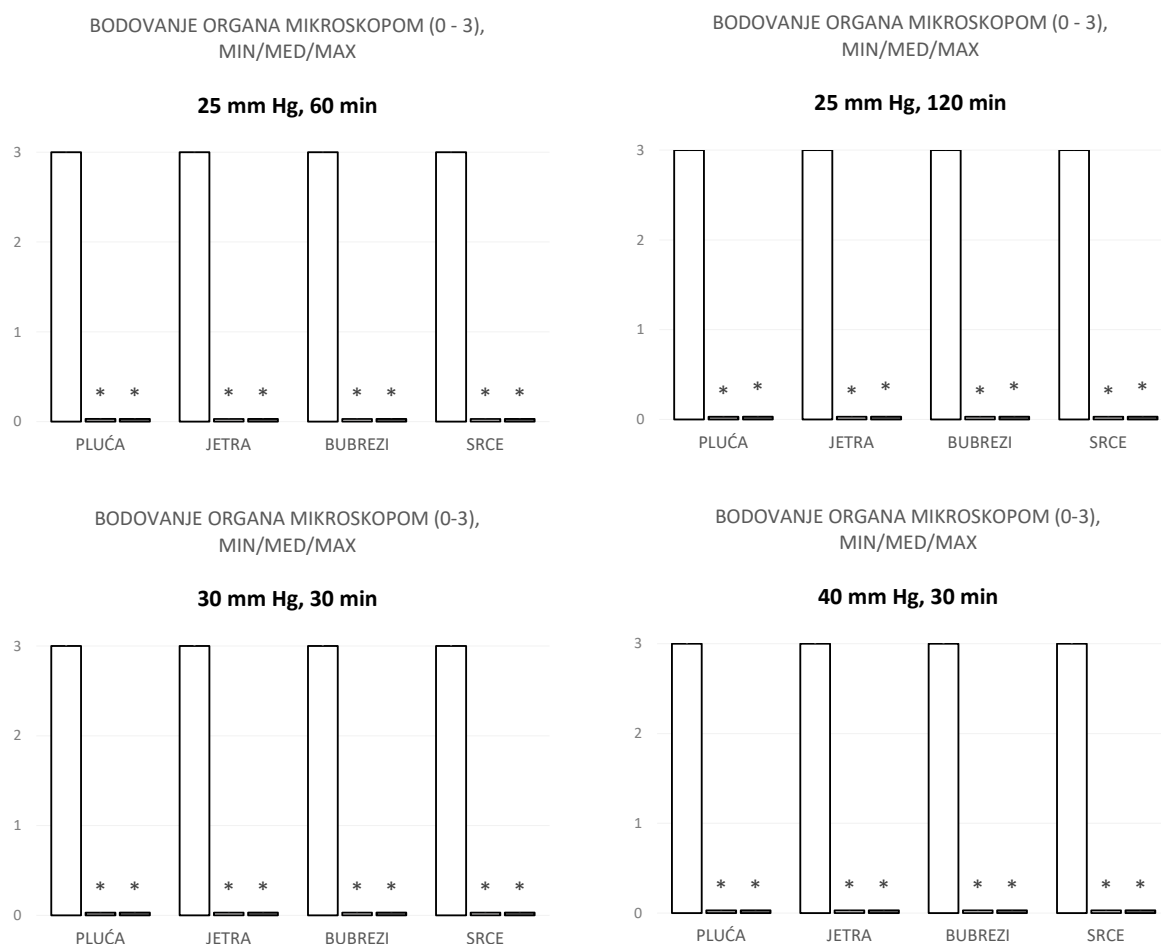 BODOVANJE ORGANA MIKROSKOPOM (0 - 3),
MIN/MED/MAX
25 mm Hg, 60 min
3
2
1
0
* * * * * * * *
PLUĆA JETRA BUBREZI SRCE
BODOVANJE ORGANA MIKROSKOPOM (0 - 3),
MIN/MED/MAX
25 mm Hg, 120 min
3
2
1
0
* * * * * * * *
PLUĆA JETRA BUBREZI SRCE
BODOVANJE ORGANA MIKROSKOPOM (0-3),
MIN/MED/MAX
30 mm Hg, 30 min
3
2
1
0
* * * * * * * *
PLUĆA JETRA BUBREZI SRCE
BODOVANJE ORGANA MIKROSKOPOM (0-3),
MIN/MED/MAX
40 mm Hg, 30 min
3
2
1
0
* * * * * * * *
PLUĆA JETRA BUBREZI SRCE